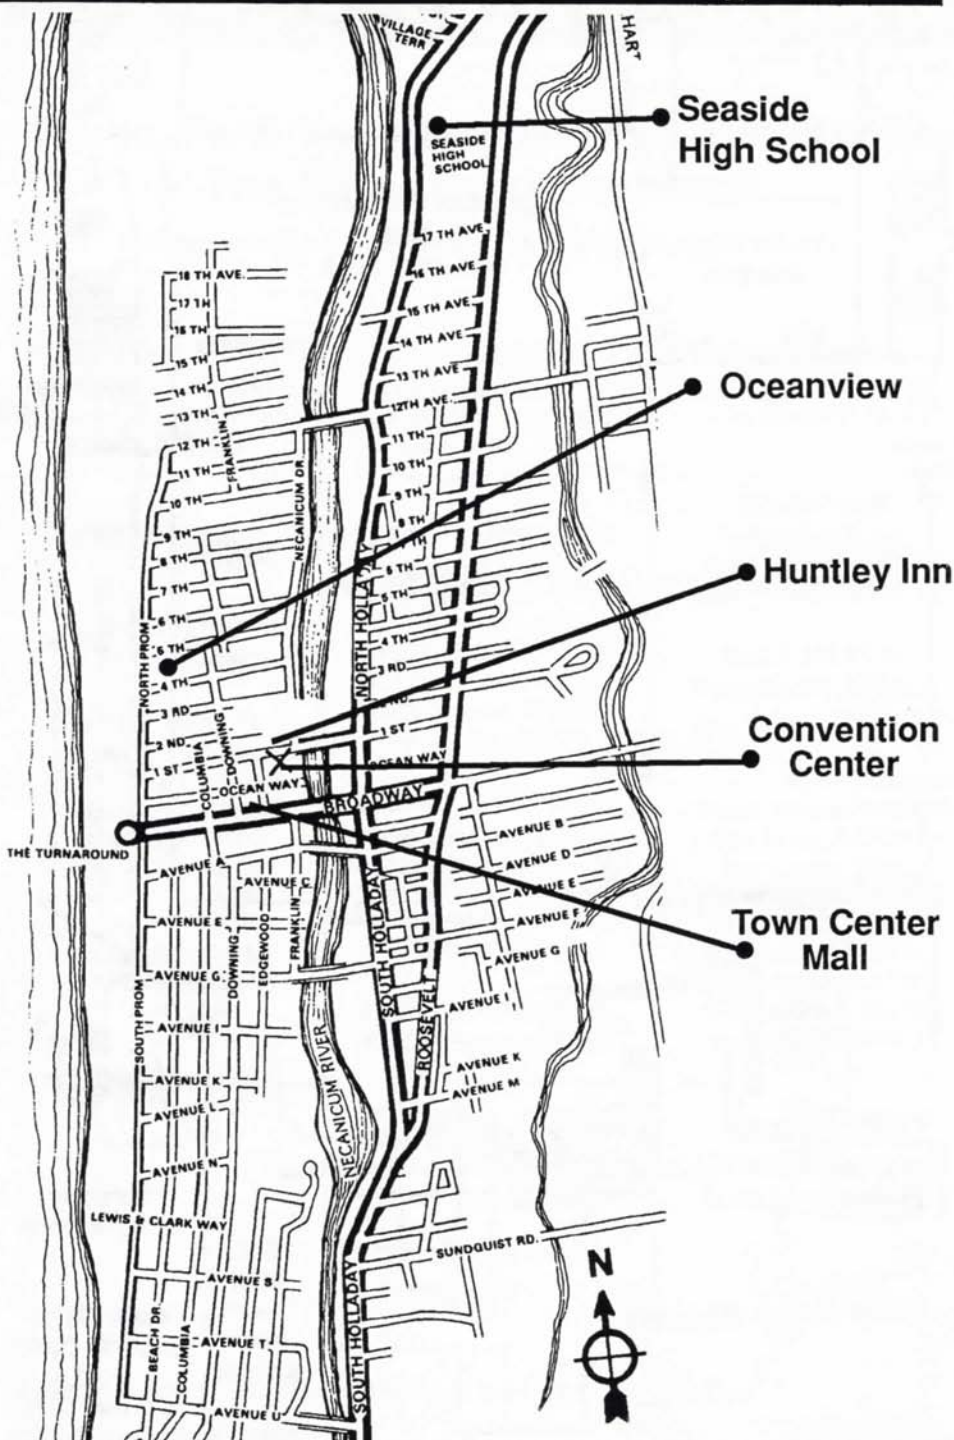 VILLAGE
TERR
HART
Seaside
High School
SEASIDE
HIGH
SCHOOL
17 TH AVE
16 TH AVE
15 TH AVE
14 TH AVE
13 TH AVE
12TH AVE
11 TH
10 TH
9 TH
8 TH
6 TH
5 TH
4 TH
3 RD
1 ST
OCEAN WAY
18 TH AVE.
17 TH
16 TH
15 TH
14 TH
13 TH
12 TH
11 TH
10 TH
9 TH
8 TH
7 TH
6 TH
5 TH
4 TH
3 RD
2 ND
1 ST
FRANKLIN
NECANICUM DR
NORTH HOLLADAY
NORTH PROM
COLUMBIA
DOWNING
OCEAN WAY
BROADWAY
Oceanview
Huntley Inn
Convention
Center
Town Center
Mall
THE TURNAROUND
AVENUE A
AVENUE C
AVENUE E
AVENUE G
AVENUE I
AVENUE K
AVENUE L
AVENUE N
LEWIS & CLARK WAY
AVENUE S
AVENUE T
AVENUE U
DOWNING
EDGEWOOD
FRANKLIN
SOUTH PROM
BEACH DR.
COLUMBIA
NECANICUM RIVER
SOUTH HOLLADAY
SOUTH HOLLADAY
ROOSEVELT
AVENUE B
AVENUE D
AVENUE E
AVENUE F
AVENUE G
AVENUE I
AVENUE K
AVENUE M
SUNDQUIST RD.
N